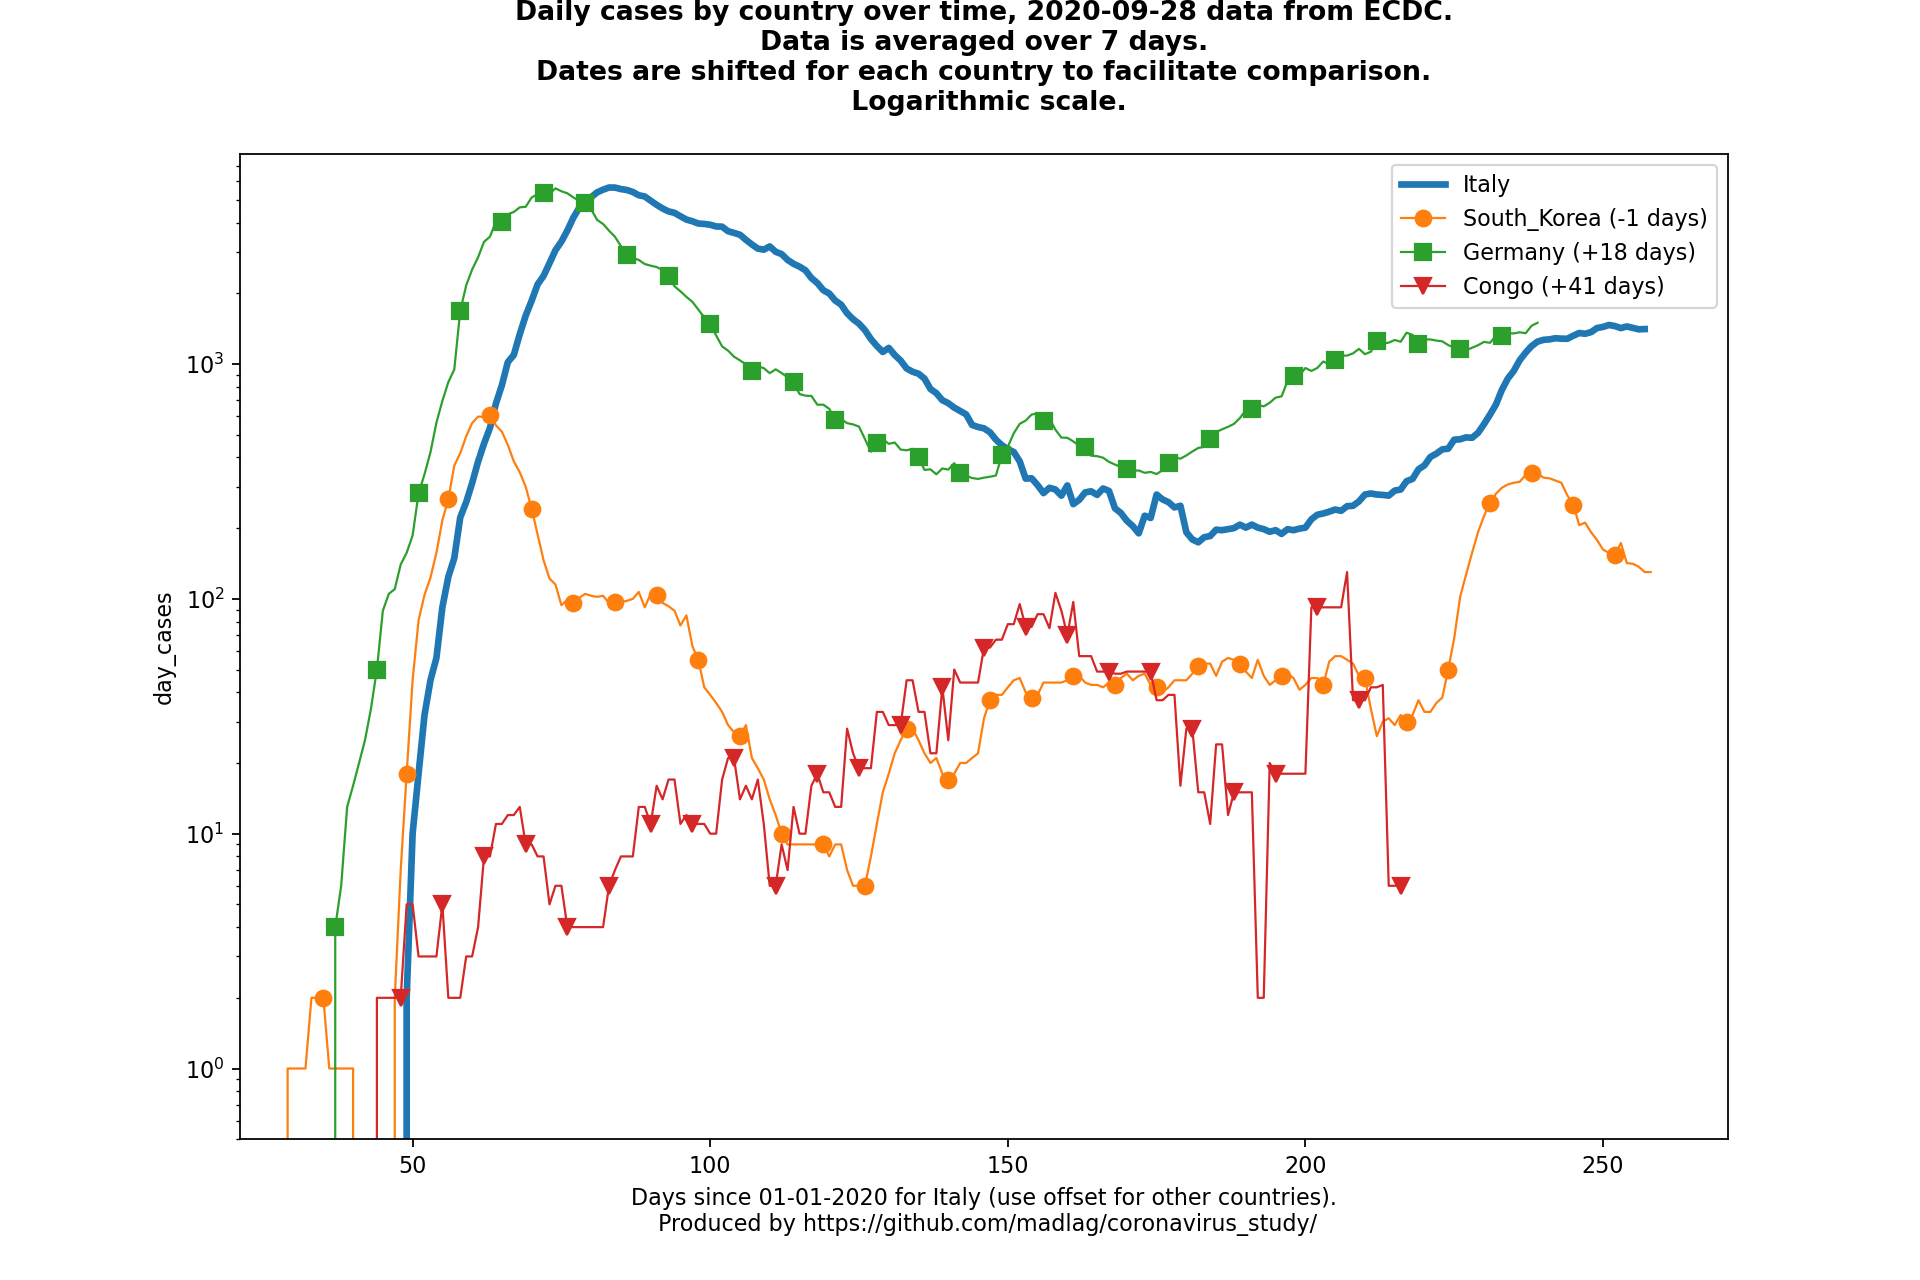 Daily cases by country over time, 2020-09-28 data from ECDC.
Data is averaged over 7 days.
Dates are shifted for each country to facilitate comparison.
Logarithmic scale.
Italy
South_Korea (-1 days)
Germany (+18 days)
Congo (+41 days)
day_cases
10³
10²
10¹
10⁰
50 100 150 200 250
Days since 01-01-2020 for Italy (use offset for other countries).
Produced by https://github.com/madlag/coronavirus_study/